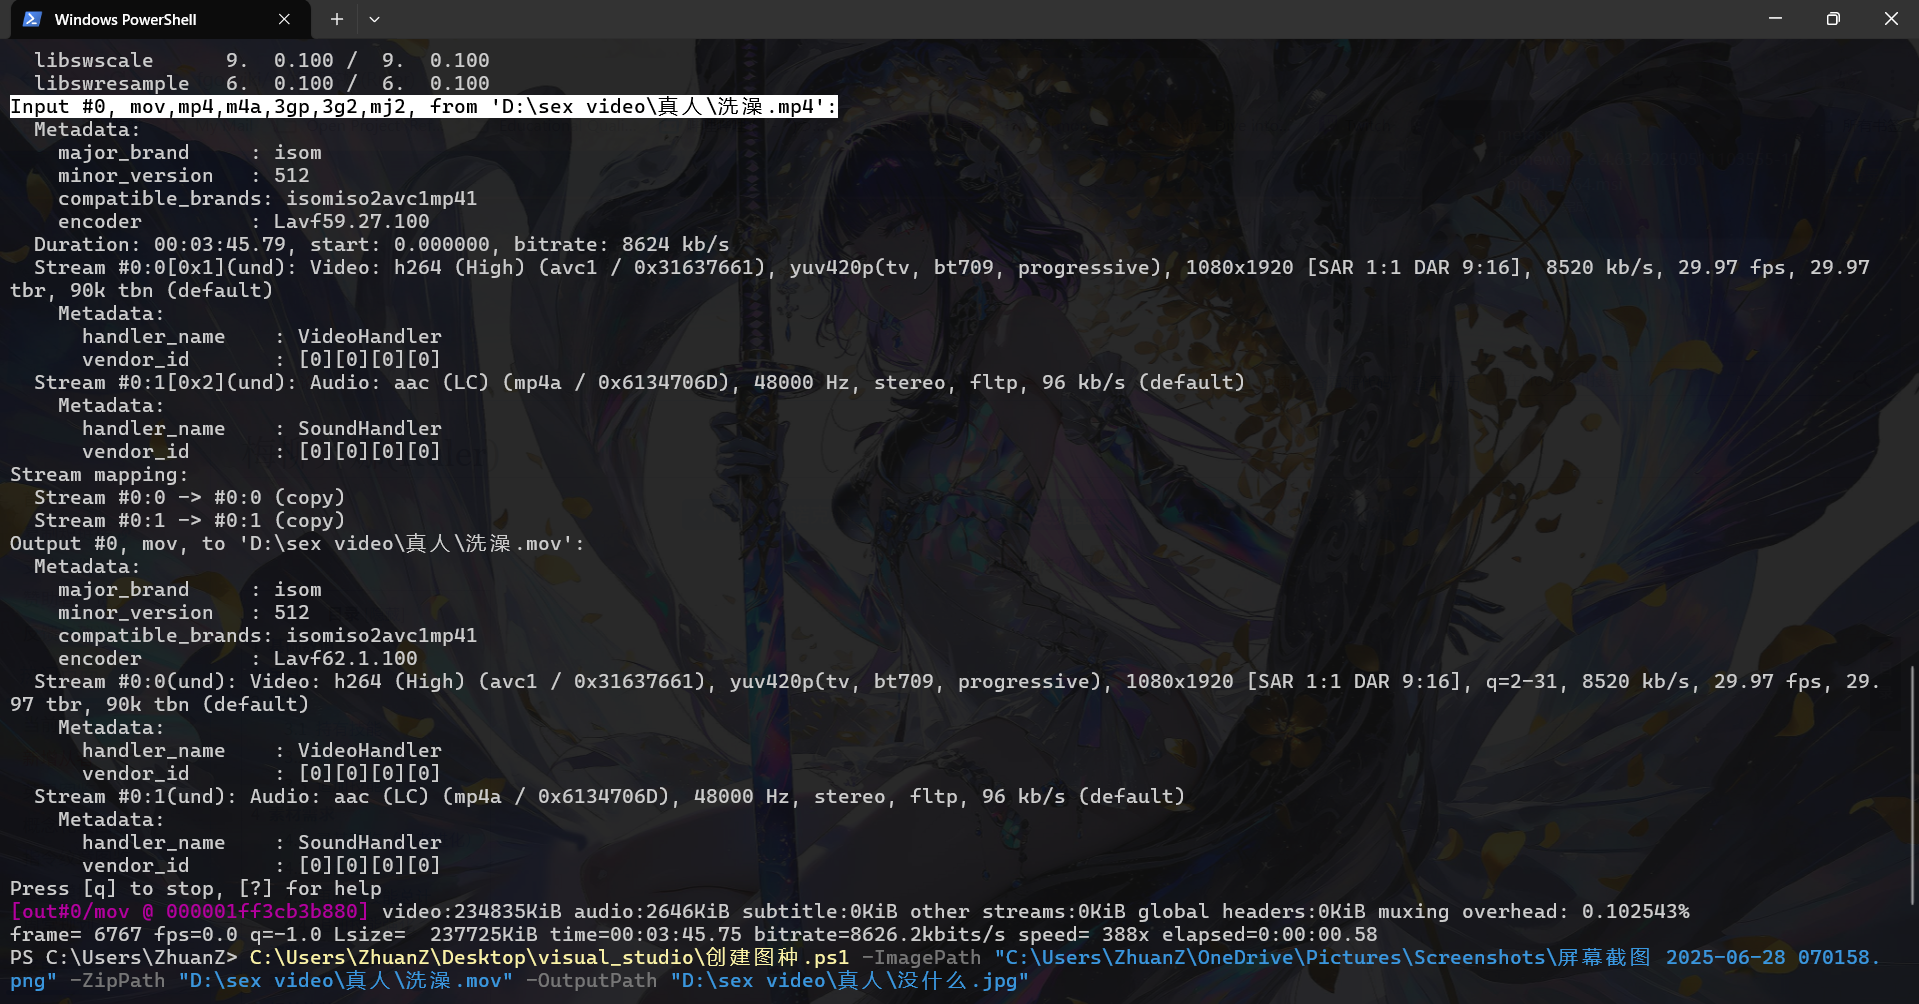 Windows PowerShell
libswscale      9.  0.100 /  9.  0.100
libswresample   6.  0.100 /  6.  0.100
Input #0, mov,mp4,m4a,3gp,3g2,mj2, from 'D:\sex video\真人\洗澡.mp4':
Metadata:
major_brand     : isom
minor_version   : 512
compatible_brands: isomiso2avc1mp41
encoder         : Lavf59.27.100
Duration: 00:03:45.79, start: 0.000000, bitrate: 8624 kb/s
Stream #0:0[0x1](und): Video: h264 (High) (avc1 / 0x31637661), yuv420p(tv, bt709, progressive), 1080x1920 [SAR 1:1 DAR 9:16], 8520 kb/s, 29.97 fps, 29.97
tbr, 90k tbn (default)
Metadata:
handler_name    : VideoHandler
vendor_id       : [0][0][0][0]
Stream #0:1[0x2](und): Audio: aac (LC) (mp4a / 0x6134706D), 48000 Hz, stereo, fltp, 96 kb/s (default)
Metadata:
handler_name    : SoundHandler
vendor_id       : [0][0][0][0]
Stream mapping:
Stream #0:0 -> #0:0 (copy)
Stream #0:1 -> #0:1 (copy)
Output #0, mov, to 'D:\sex video\真人\洗澡.mov':
Metadata:
major_brand     : isom
minor_version   : 512
compatible_brands: isomiso2avc1mp41
encoder         : Lavf62.1.100
Stream #0:0(und): Video: h264 (High) (avc1 / 0x31637661), yuv420p(tv, bt709, progressive), 1080x1920 [SAR 1:1 DAR 9:16], q=2-31, 8520 kb/s, 29.97 fps, 29.
97 tbr, 90k tbn (default)
Metadata:
handler_name    : VideoHandler
vendor_id       : [0][0][0][0]
Stream #0:1(und): Audio: aac (LC) (mp4a / 0x6134706D), 48000 Hz, stereo, fltp, 96 kb/s (default)
Metadata:
handler_name    : SoundHandler
vendor_id       : [0][0][0][0]
Press [q] to stop, [?] for help
[out#0/mov @ 000001ff3cb3b880] video:234835KiB audio:2646KiB subtitle:0KiB other streams:0KiB global headers:0KiB muxing overhead: 0.102543%
frame= 6767 fps=0.0 q=-1.0 Lsize=  237725KiB time=00:03:45.75 bitrate=8626.2kbits/s speed= 388x elapsed=0:00:00.58
PS C:\Users\ZhuanZ> C:\Users\ZhuanZ\Desktop\visual_studio\创建图种.ps1 -ImagePath "C:\Users\ZhuanZ\OneDrive\Pictures\Screenshots\屏幕截图 2025-06-28 070158.
png" -ZipPath "D:\sex video\真人\洗澡.mov" -OutputPath "D:\sex video\真人\没什么.jpg"